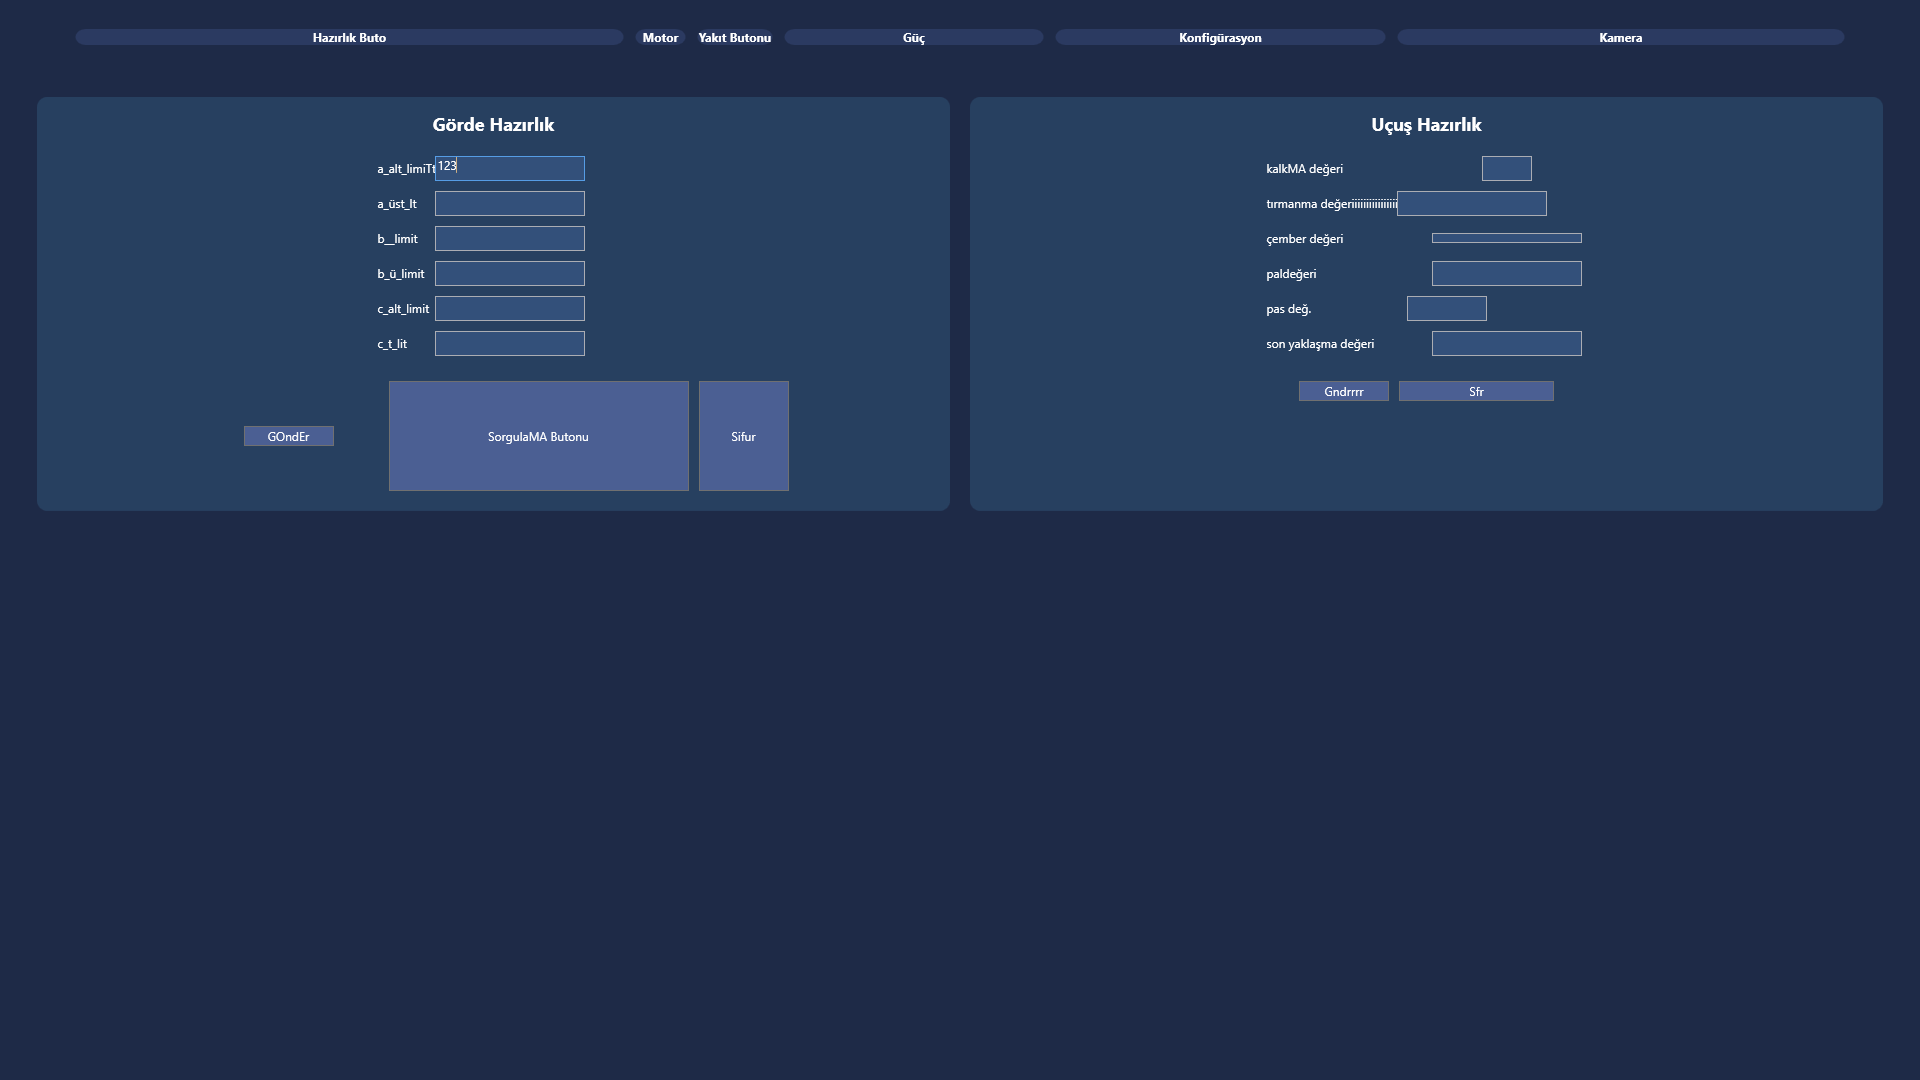 Hazırlık Buto Motor Yakıt Butonu Güç Konfigürasyon Kamera
Görde Hazırlık
a_alt_limiTt 123
a_üst_lt
b__limit
b_ü_limit
c_alt_limit
c_t_lit
GOndEr SorgulaMA Butonu Sifur
Uçuş Hazırlık
kalkMA değeri
tırmanma değeriiiiiiiiiiiiiiiii
çember değeri
paldeğeri
pas değ.
son yaklaşma değeri
Gndrrrr Sfr